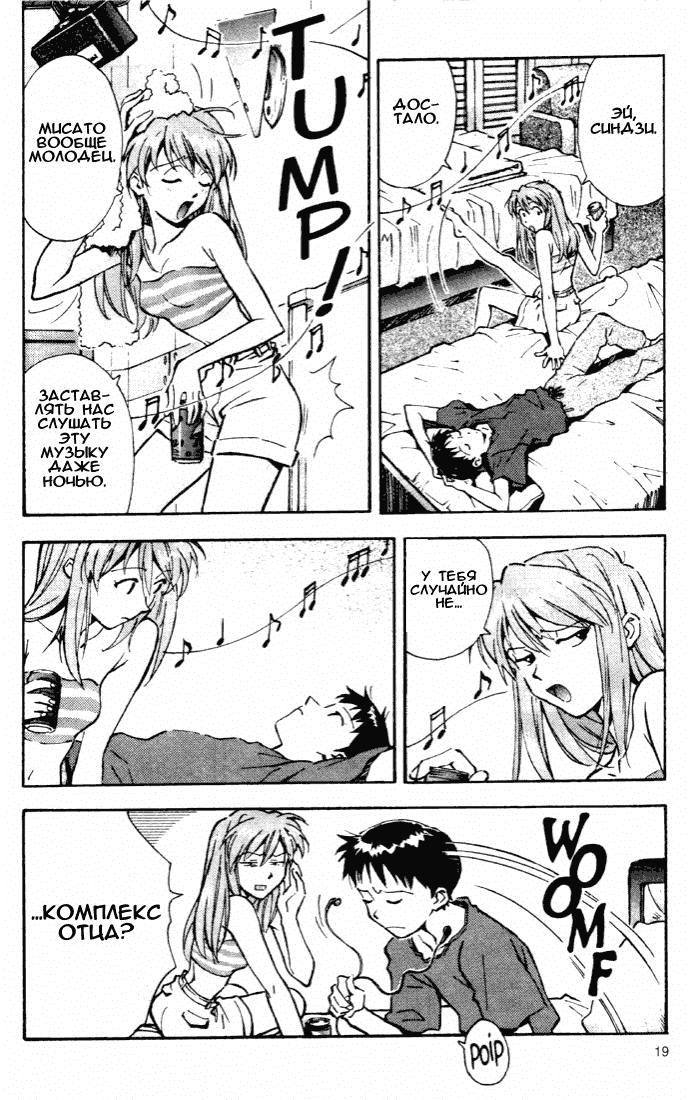 ЭЙ,
СИНДЗИ.
ДОС-
ТАЛО.
TUMP!
МИСАТО
ВООБЩЕ
МОЛОДЕЦ.
ЗАСТАВ-
ЛЯТЬ НАС
СЛУШАТЬ
ЭТУ
МУЗЫКУ
ДАЖЕ
НОЧЬЮ.
У ТЕБЯ
СЛУЧАЙНО
НЕ...
WOOMF
...КОМПЛЕКС
ОТЦА?
POIP
19